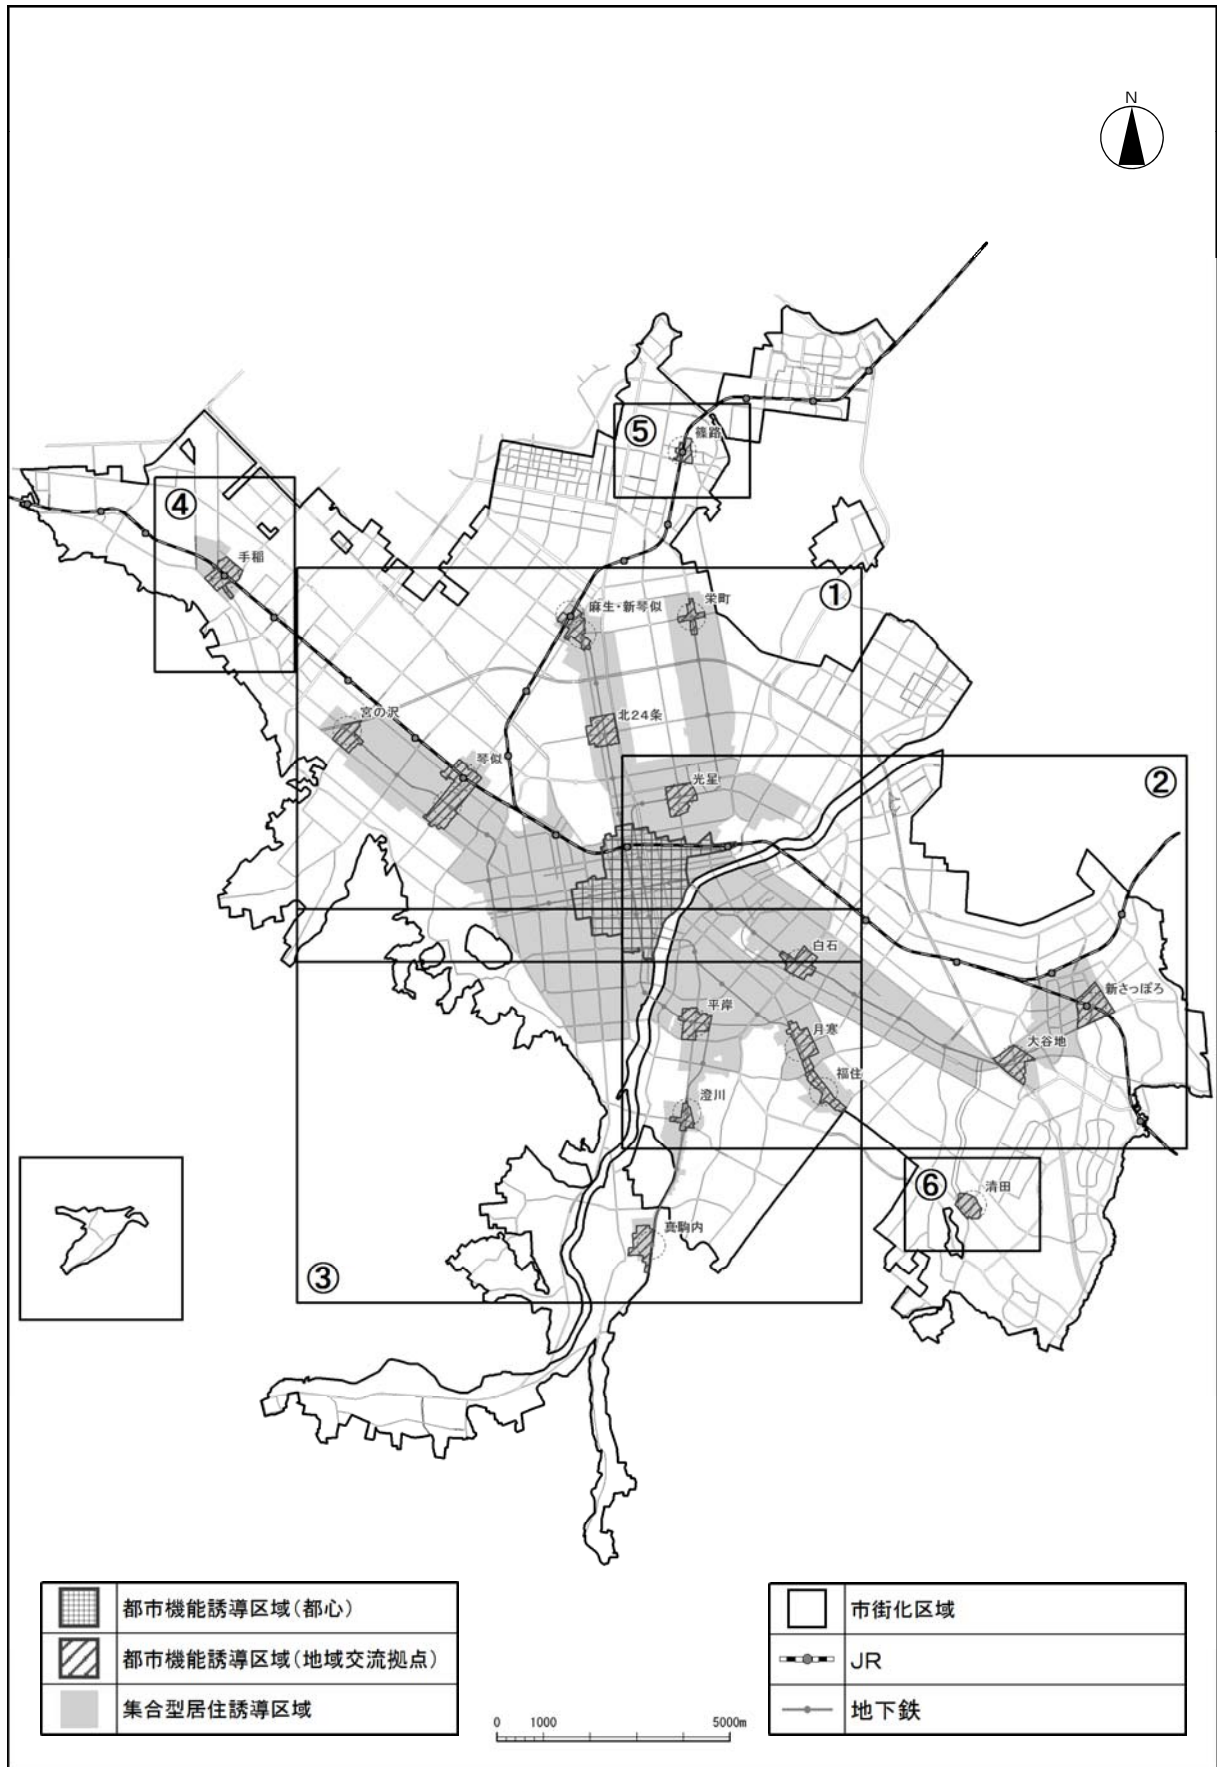 N
⑤
篠路
④
手稲
①
麻生・新琴似
栄町
宮の沢
北24条
琴似
光星
②
白石
新さっぽろ
平岸
月寒
大谷地
福住
澄川
⑥
清田
真駒内
③
都市機能誘導区域(都心)
都市機能誘導区域(地域交流拠点)
集合型居住誘導区域
0 1000 5000m
市街化区域
JR
地下鉄